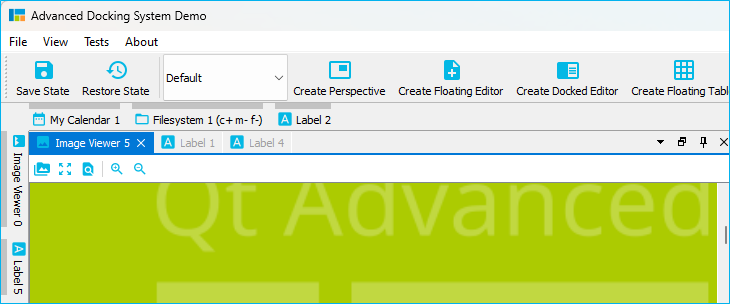 Advanced Docking System Demo
File View Tests About
Save State Restore State Default Create Perspective Create Floating Editor Create Docked Editor Create Floating Tabl
My Calendar 1 Filesystem 1 (c+ m- f-) Label 2
Image Viewer 5 Label 1 Label 4
Image Viewer 0
Label 5
Qt Advanced